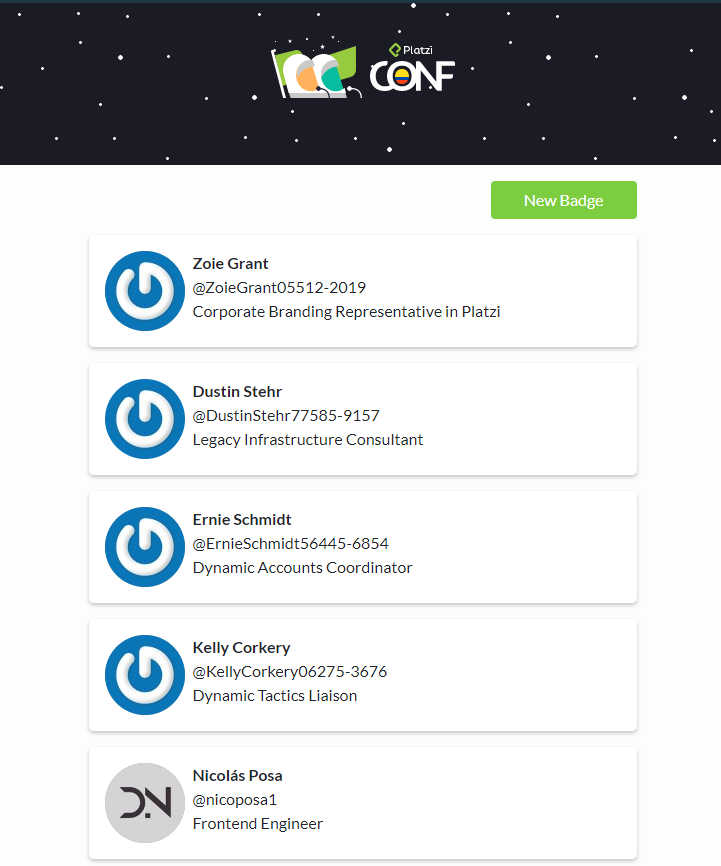 Platzi
CONF
New Badge
Zoie Grant
@ZoieGrant05512-2019
Corporate Branding Representative in Platzi
Dustin Stehr
@DustinStehr77585-9157
Legacy Infrastructure Consultant
Ernie Schmidt
@ErnieSchmidt56445-6854
Dynamic Accounts Coordinator
Kelly Corkery
@KellyCorkery06275-3676
Dynamic Tactics Liaison
DN
Nicolás Posa
@nicoposa1
Frontend Engineer